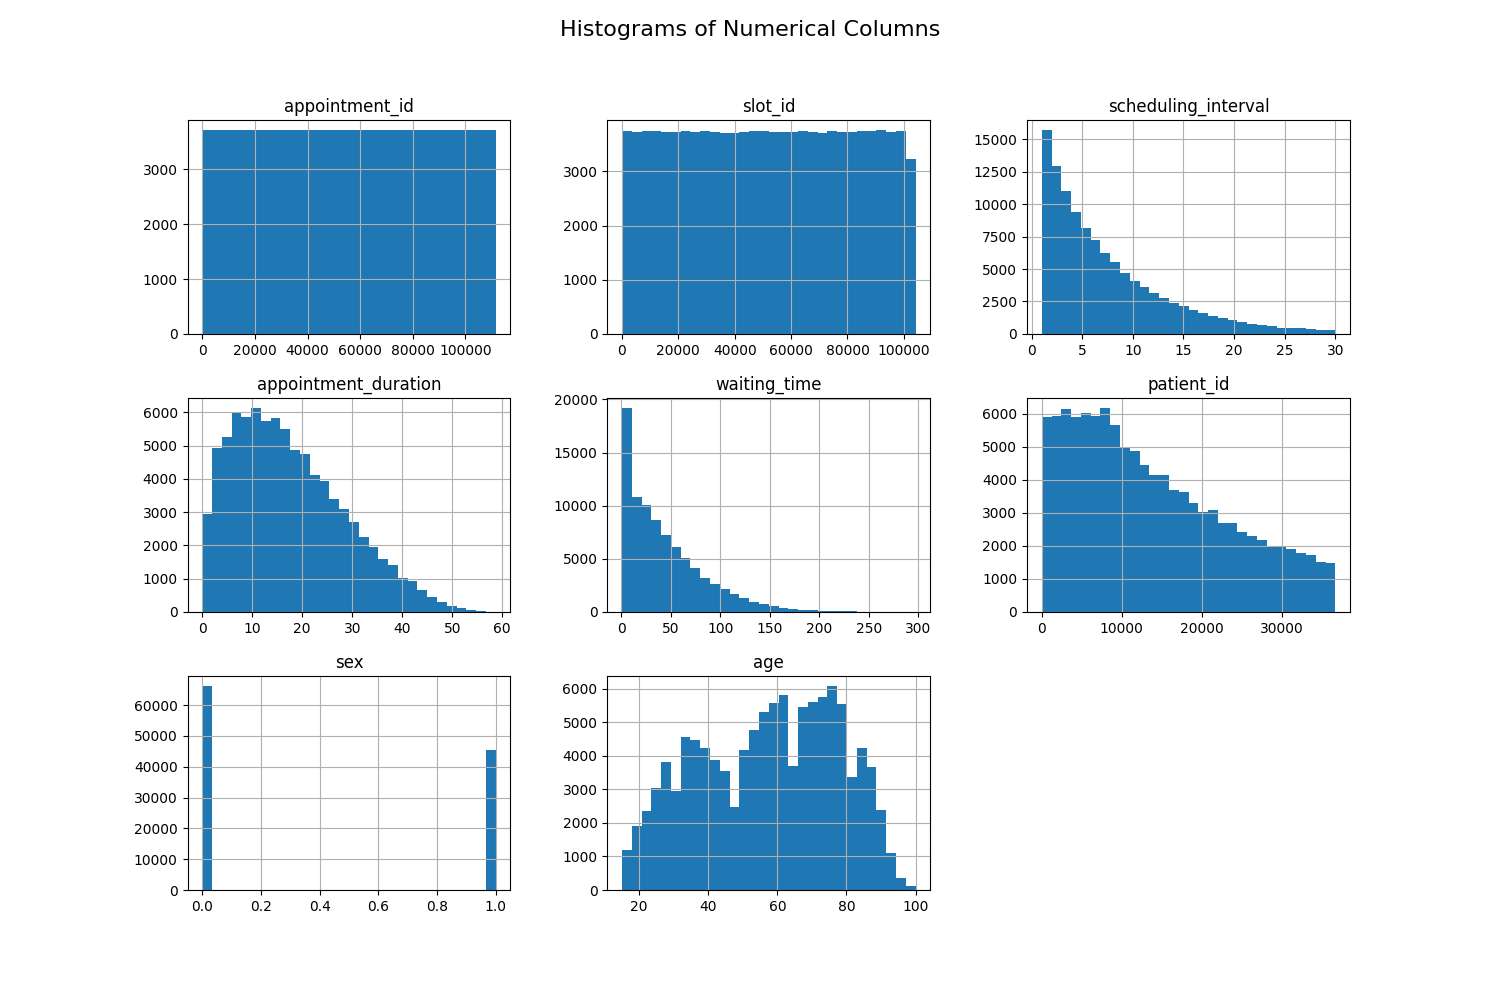 Histograms of Numerical Columns
appointment_id
slot_id
scheduling_interval
3000
2000
1000
0
0 20000 40000 60000 80000 100000
3000
2000
1000
0
0 20000 40000 60000 80000 100000
15000
12500
10000
7500
5000
2500
0
0 5 10 15 20 25 30
appointment_duration
waiting_time
patient_id
6000
5000
4000
3000
2000
1000
0
0 10 20 30 40 50 60
20000
15000
10000
5000
0
0 50 100 150 200 250 300
6000
5000
4000
3000
2000
1000
0
0 10000 20000 30000
sex
age
60000
50000
40000
30000
20000
10000
0
0.0 0.2 0.4 0.6 0.8 1.0
6000
5000
4000
3000
2000
1000
0
20 40 60 80 100